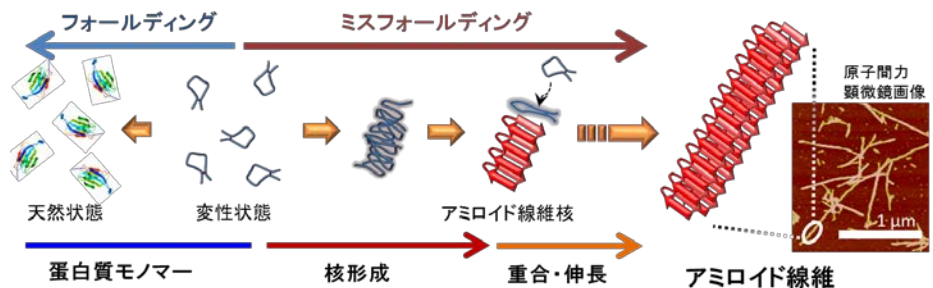 フォールディング
ミスフォールディング
原子間力
顕微鏡画像
天然状態
変性状態
アミロイド線維核
1 μm
蛋白質モノマー
核形成
重合・伸長
アミロイド線維